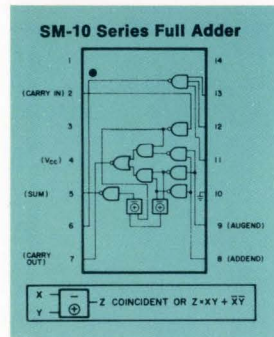 SM-10 Series Full Adder
1
14
(CARRY IN) 2
13
3
12
(VCC) 4
11
(SUM) 5
10
6
9 (AUGEND)
(CARRY OUT) 7
8 (ADDEND)
X
Y
Z COINCIDENT OR Z=XY + X̅Y̅